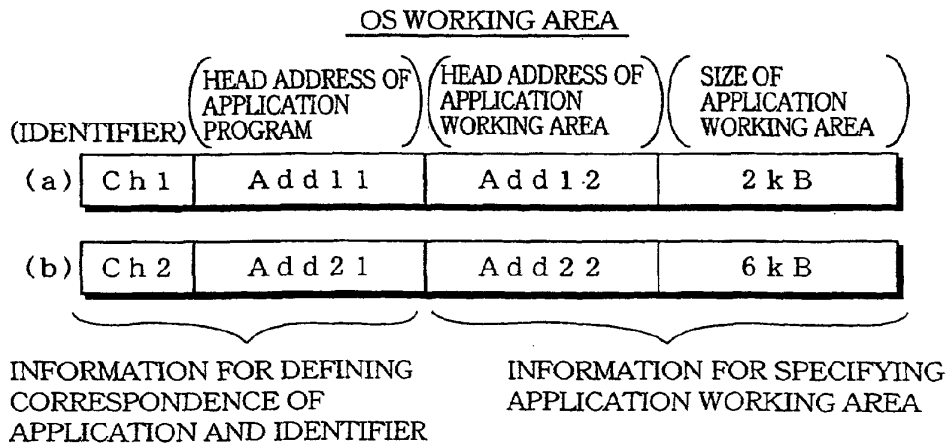 OS WORKING AREA
(IDENTIFIER) (HEAD ADDRESS OF APPLICATION PROGRAM) (HEAD ADDRESS OF APPLICATION WORKING AREA) (SIZE OF APPLICATION WORKING AREA)
(a) Ch1 Add11 Add12 2kB
(b) Ch2 Add21 Add22 6kB
INFORMATION FOR DEFINING
CORRESPONDENCE OF
APPLICATION AND IDENTIFIER
INFORMATION FOR SPECIFYING
APPLICATION WORKING AREA